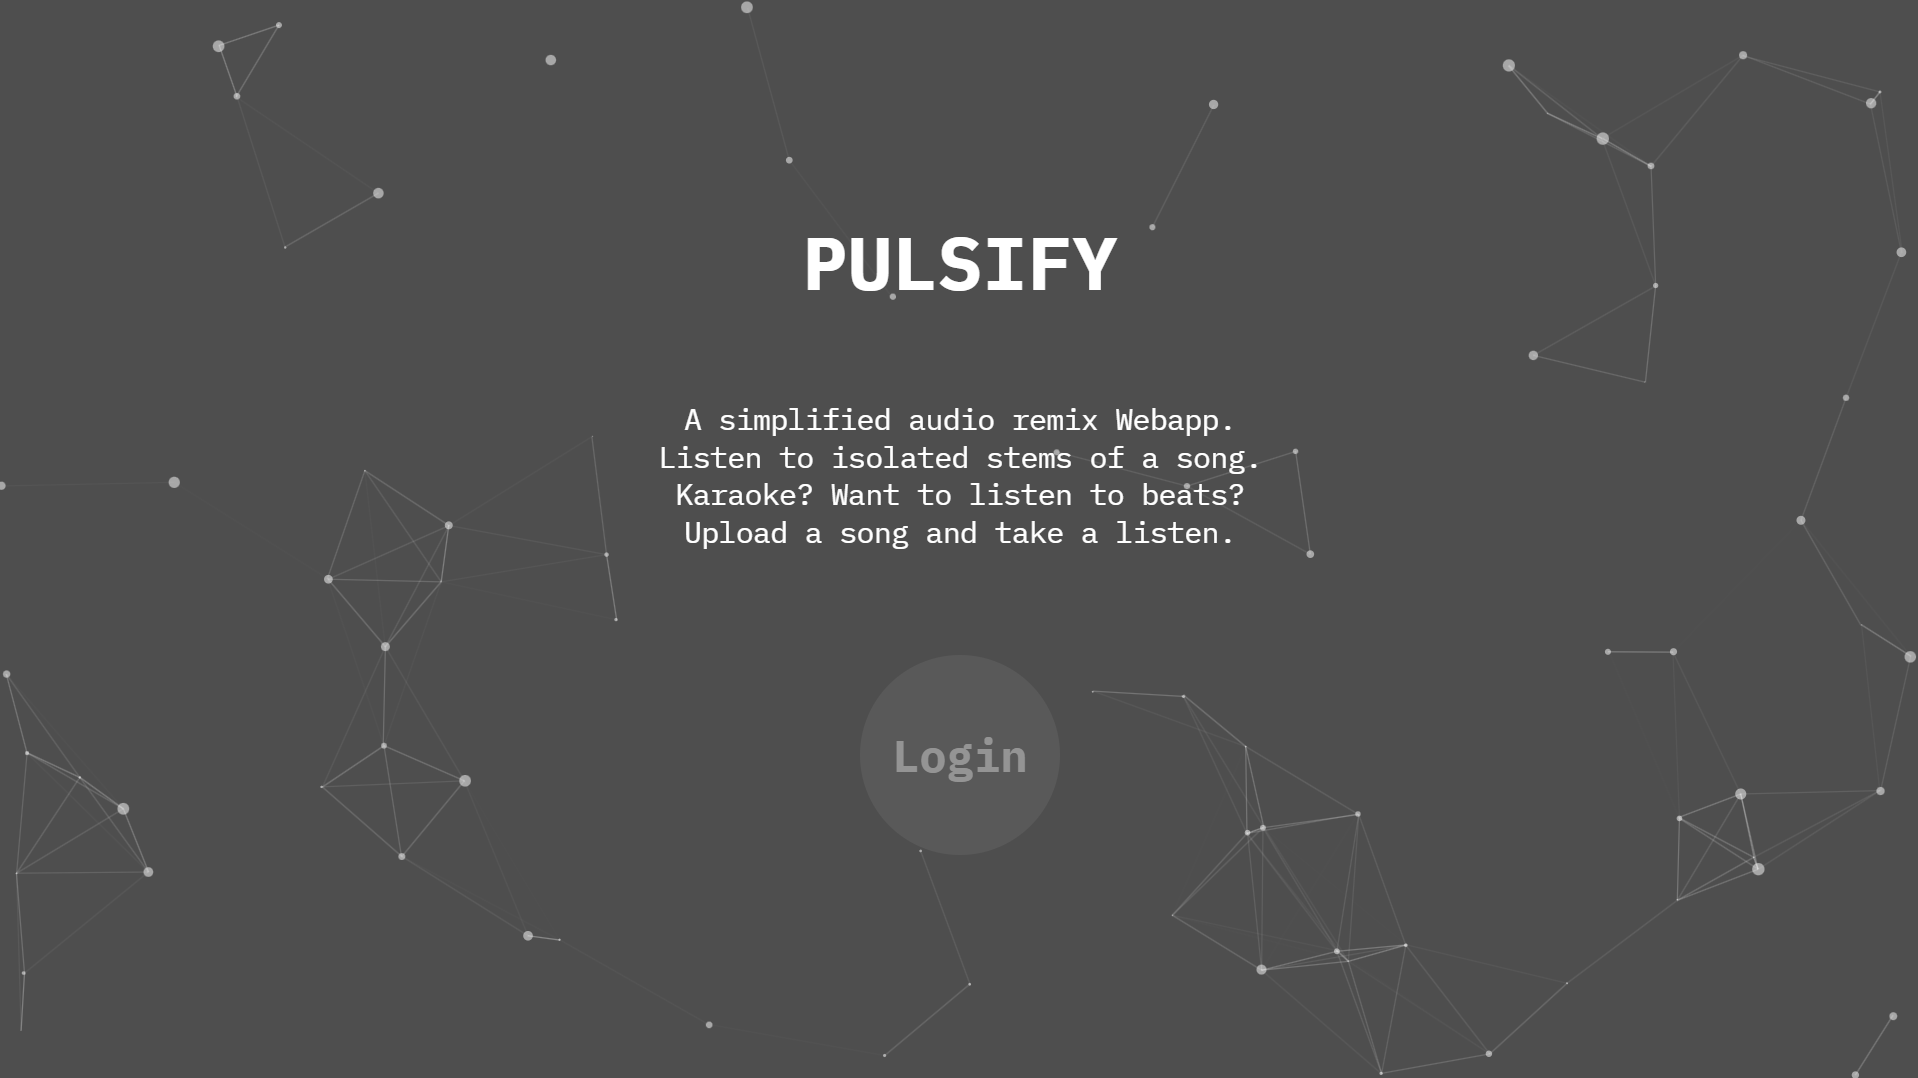 PULSIFY
A simplified audio remix Webapp.
Listen to isolated stems of a song.
Karaoke? Want to listen to beats?
Upload a song and take a listen.
Login